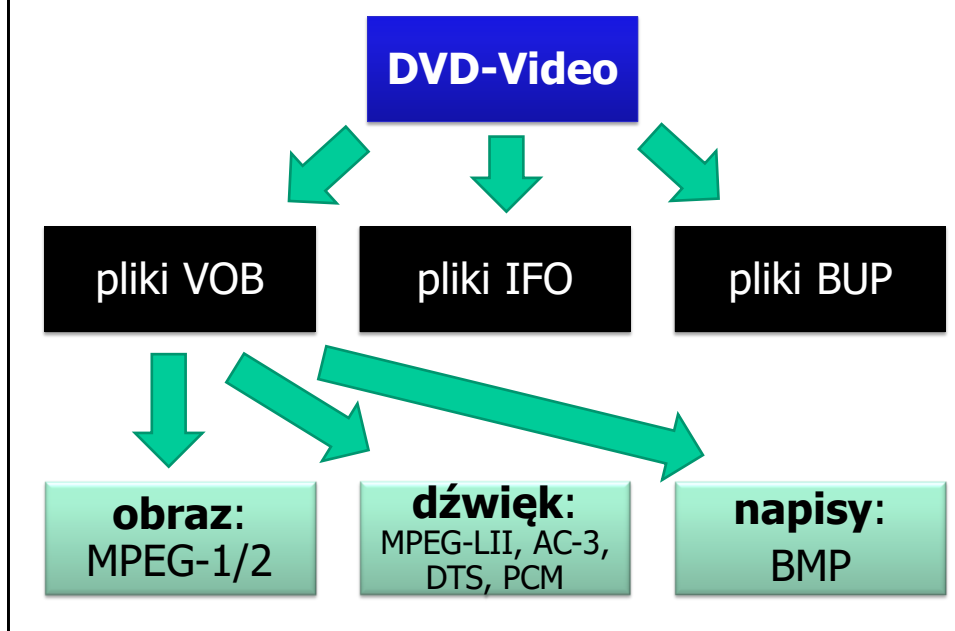 DVD-Video
pliki VOB
pliki IFO
pliki BUP
obraz:
MPEG-1/2
dźwięk:
MPEG-LII, AC-3,
DTS, PCM
napisy:
BMP